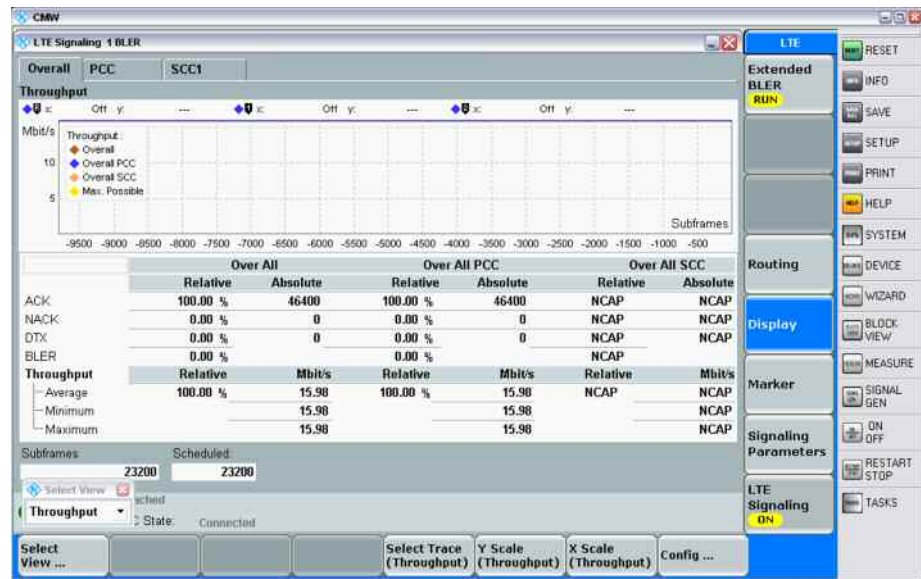 CMW
LTE Signaling 1 BLER
LTE
Overall PCC SCC1
Throughput
x: Off y: --- x: Off y: --- x: Off y: ---
Mbit/s
Throughput :
Overall
Overall PCC
Overall SCC
Max. Possible
10
5
Subframes
-9500 -9000 -8500 -8000 -7500 -7000 -6500 -6000 -5500 -5000 -4500 -4000 -3500 -3000 -2500 -2000 -1500 -1000 -500
Over All Over All PCC Over All SCC
Relative Absolute Relative Absolute Relative Absolute
ACK 100.00 % 46400 100.00 % 46400 NCAP NCAP
NACK 0.00 % 0 0.00 % 0 NCAP NCAP
DTX 0.00 % 0 0.00 % 0 NCAP NCAP
BLER 0.00 % 0.00 % NCAP
Throughput Relative Mbit/s Relative Mbit/s Relative Mbit/s
Average 100.00 % 15.98 100.00 % 15.98 NCAP NCAP
Minimum 15.98 15.98 NCAP
Maximum 15.98 15.98 NCAP
Subframes Scheduled:
23200 23200
Select View
Throughput
State: Connected
Extended
BLER
RUN
Routing
Display
Marker
Signaling
Parameters
LTE
Signaling
ON
Select
View ...
Select Trace
(Throughput)
Y Scale
(Throughput)
X Scale
(Throughput)
Config ...
RESET
INFO
SAVE
SETUP
PRINT
HELP
SYSTEM
DEVICE
WIZARD
BLOCK
VIEW
MEASURE
SIGNAL
GEN
ON
OFF
RESTART
STOP
TASKS